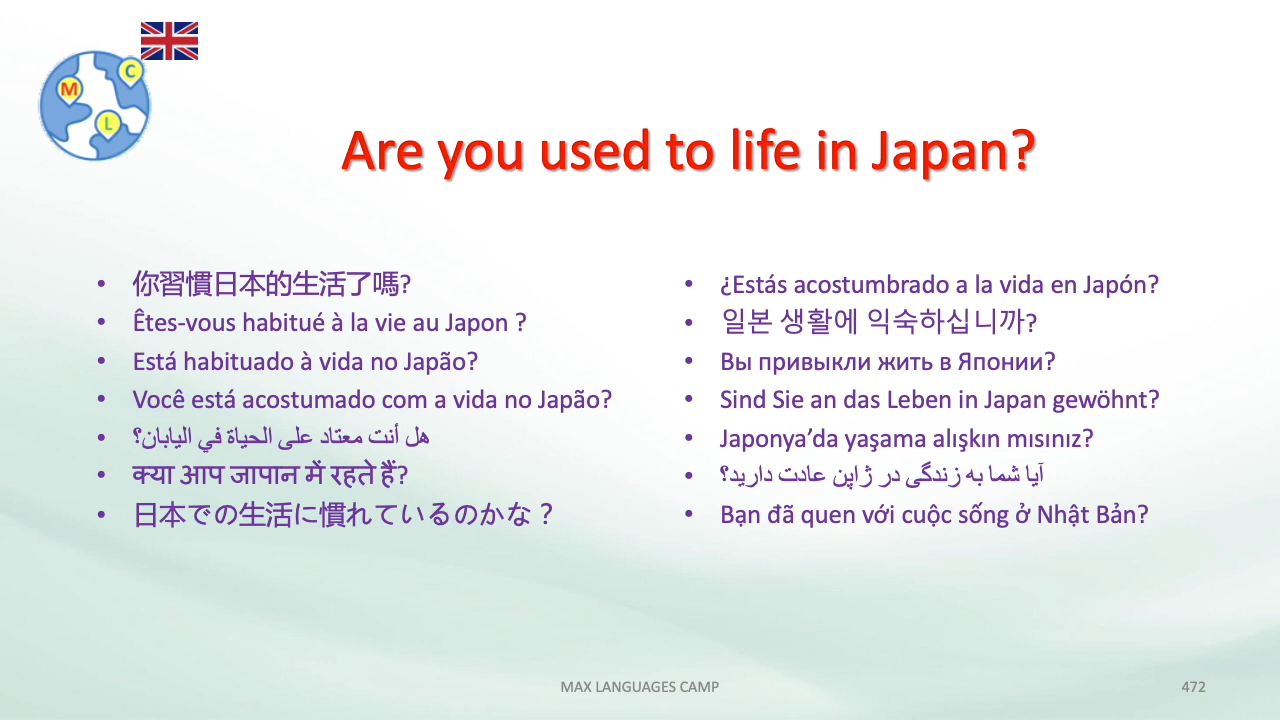 M
C
L
Are you used to life in Japan?
• 你習慣日本的生活了嗎?
• Êtes-vous habitué à la vie au Japon ?
• Está habituado à vida no Japão?
• Você está acostumado com a vida no Japão?
• هل أنت معتاد على الحياة في اليابان؟
• क्या आप जापान में रहते हैं?
• 日本での生活に慣れているのかな？
• ¿Estás acostumbrado a la vida en Japón?
• 일본 생활에 익숙하십니까?
• Вы привыкли жить в Японии?
• Sind Sie an das Leben in Japan gewöhnt?
• Japonya’da yaşama alışkın mısınız?
• آیا شما به زندگی در ژاپن عادت دارید؟
• Bạn đã quen với cuộc sống ở Nhật Bản?
MAX LANGUAGES CAMP
472